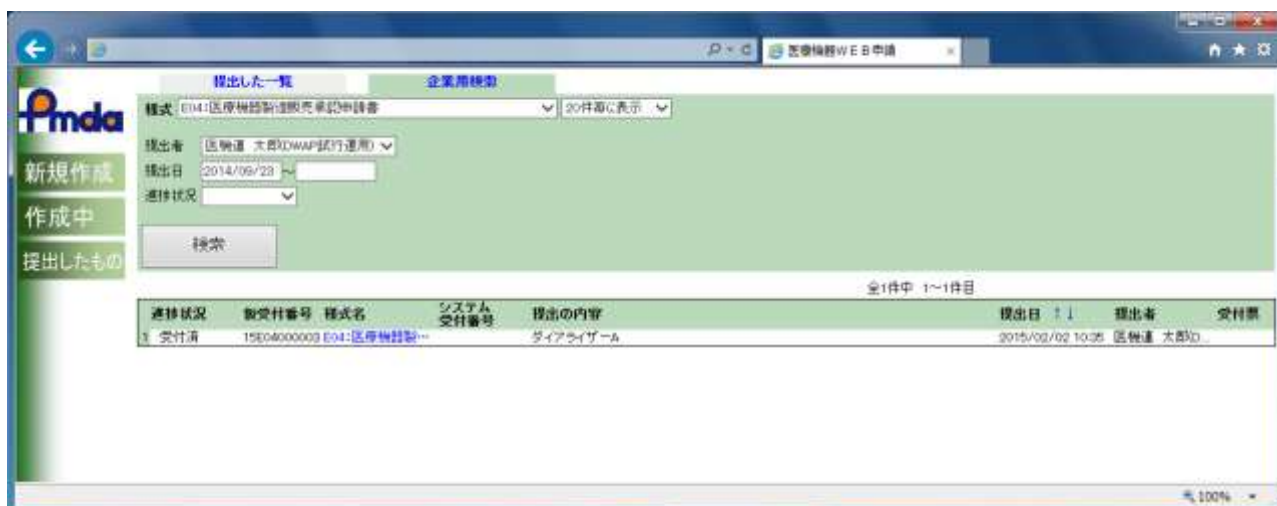 医療機器WEB申請
提出した一覧 企業用検索
Pmda
様式 E04:医療機器製造販売承認申請書 20件毎に表示
提出者 医機連 太郎(DWAP試行運用)
提出日 2014/09/23 ~
進捗状況
新規作成
作成中
提出したもの
検索
全1件中 1~1件目
進捗状況 仮受付番号 様式名 システム受付番号 提出の内容 提出日 ↑↓ 提出者 受付票
1 受付済 15E04000003 E04:医療機器製… ダイアライザーA 2015/02/02 10:35 医機連 太郎(D...
100%